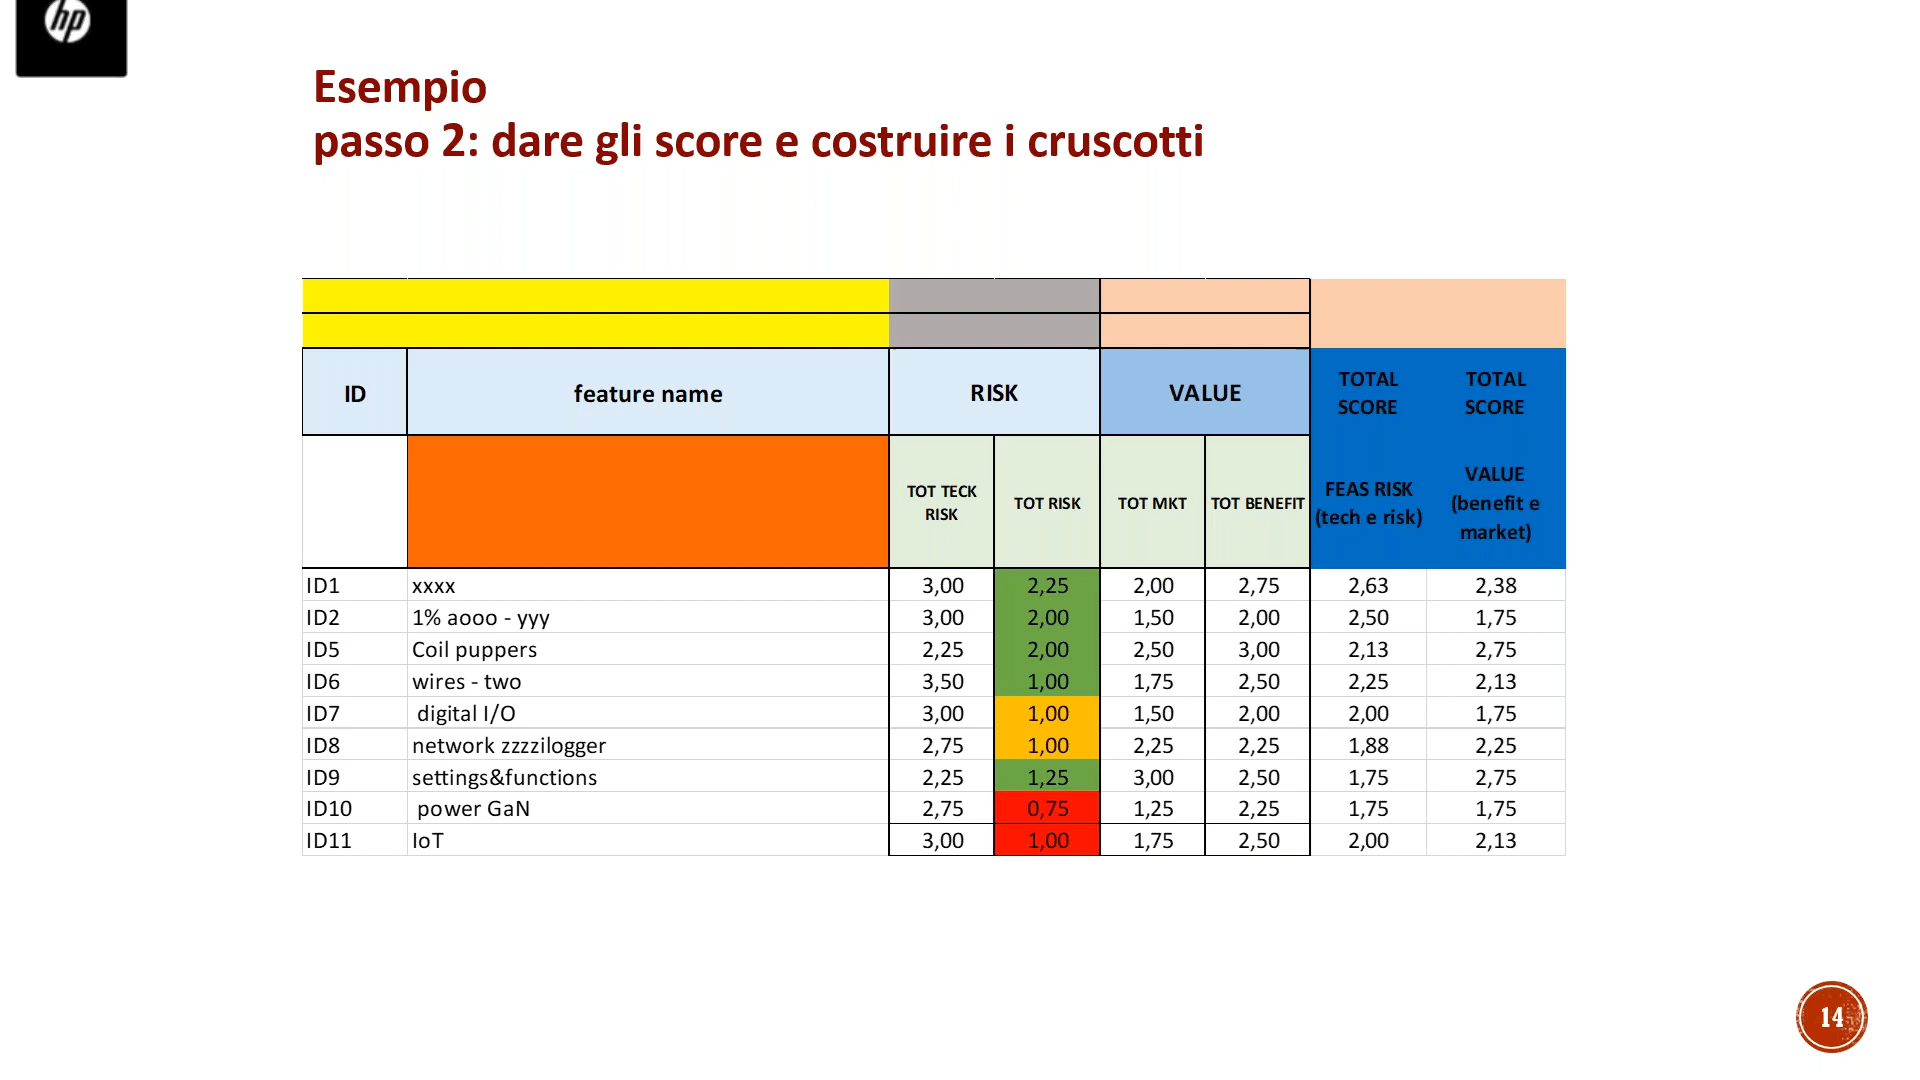 hp
Esempio
passo 2: dare gli score e costruire i cruscotti
ID feature name RISK VALUE TOTAL SCORE TOTAL SCORE
TOT TECK RISK TOT RISK TOT MKT TOT BENEFIT FEAS RISK (tech e risk) VALUE (benefit e market)
ID1 xxxx 3,00 2,25 2,00 2,75 2,63 2,38
ID2 1% aooo - yyy 3,00 2,00 1,50 2,00 2,50 1,75
ID5 Coil puppers 2,25 2,00 2,50 3,00 2,13 2,75
ID6 wires - two 3,50 1,00 1,75 2,50 2,25 2,13
ID7 digital I/O 3,00 1,00 1,50 2,00 2,00 1,75
ID8 network zzzzilogger 2,75 1,00 2,25 2,25 1,88 2,25
ID9 settings&functions 2,25 1,25 3,00 2,50 1,75 2,75
ID10 power GaN 2,75 0,75 1,25 2,25 1,75 1,75
ID11 IoT 3,00 1,00 1,75 2,50 2,00 2,13
14